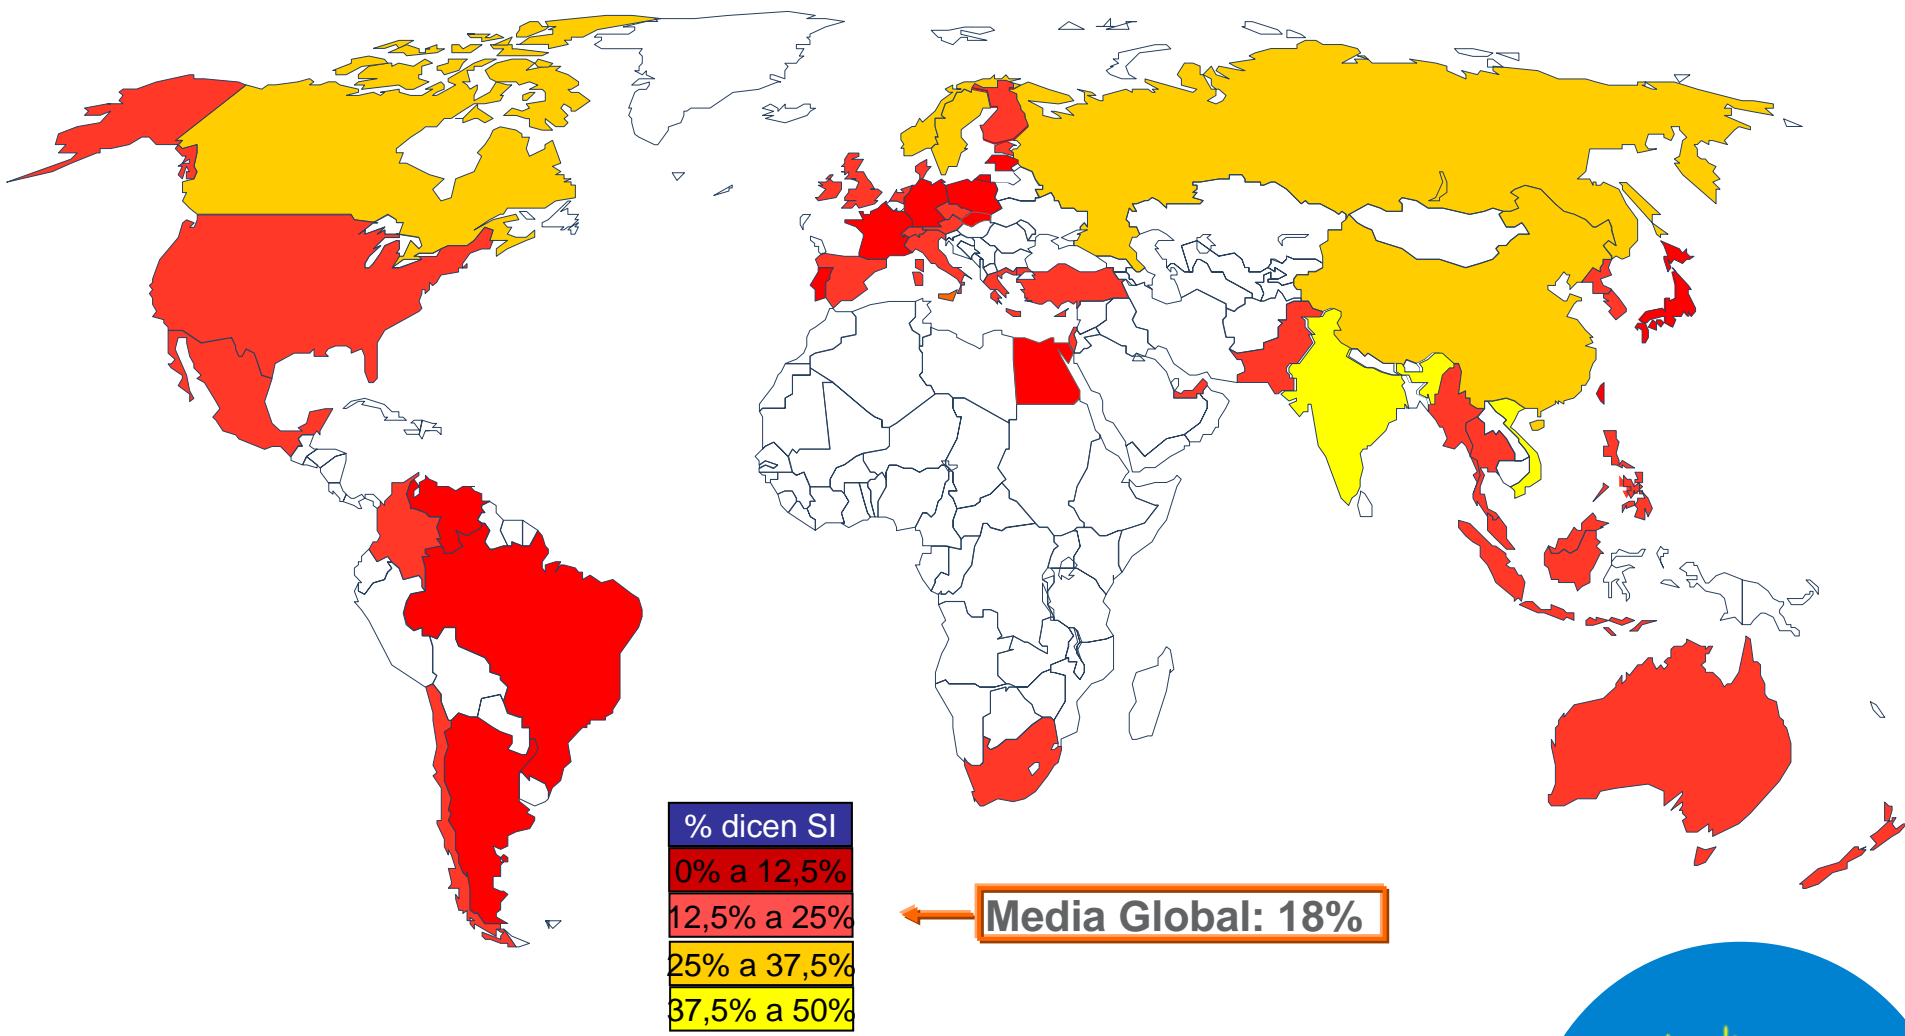 % dicen SI
0% a 12,5%
12,5% a 25%
25% a 37,5%
37,5% a 50%
Media Global: 18%